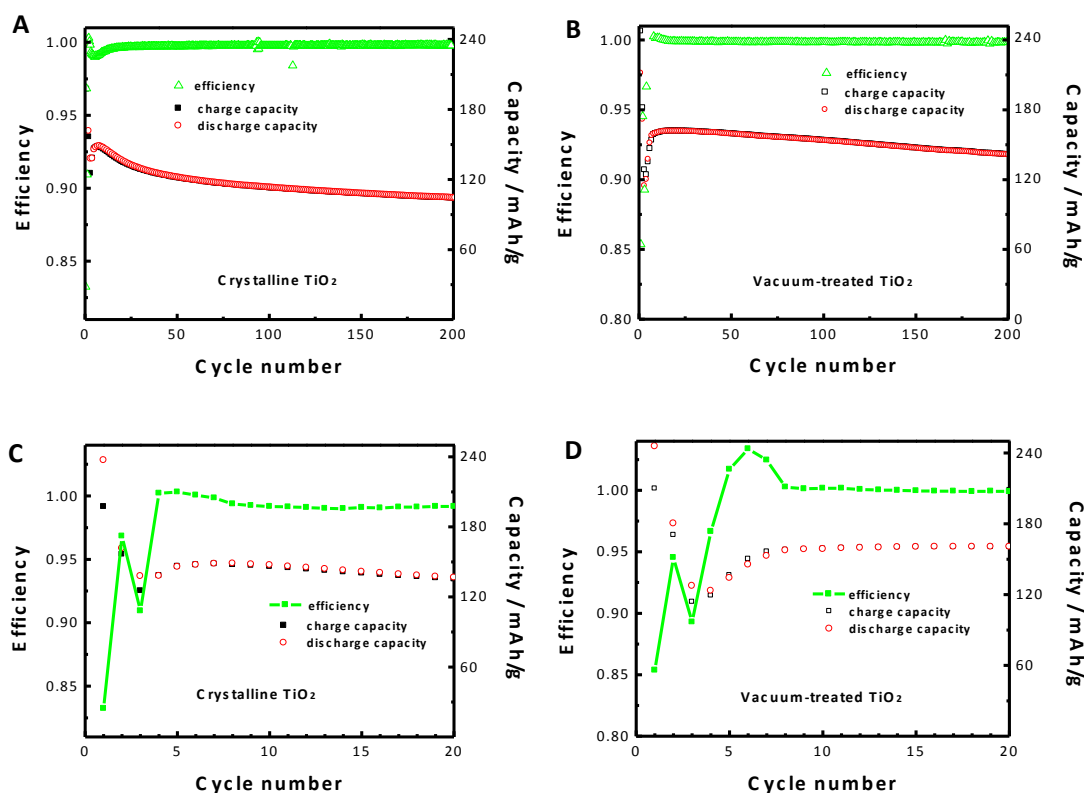 A
1.00
0.95
0.90
0.85
Efficiency
240
180
120
60
Capacity / mAh/g
efficiency
charge capacity
discharge capacity
Crystalline TiO2
0
50
100
150
200
Cycle number
B
1.00
0.95
0.90
0.85
0.80
Efficiency
240
180
120
60
0
Capacity / mAh/g
efficiency
charge capacity
discharge capacity
Vacuum-treated TiO2
0
50
100
150
200
Cycle number
C
1.00
0.95
0.90
0.85
Efficiency
240
180
120
60
Capacity / mAh/g
efficiency
charge capacity
discharge capacity
Crystalline TiO2
0
5
10
15
20
Cycle number
D
1.00
0.95
0.90
0.85
0.80
Efficiency
240
180
120
60
Capacity / mAh/g
efficiency
charge capacity
discharge capacity
Vacuum-treated TiO2
0
5
10
15
20
Cycle number